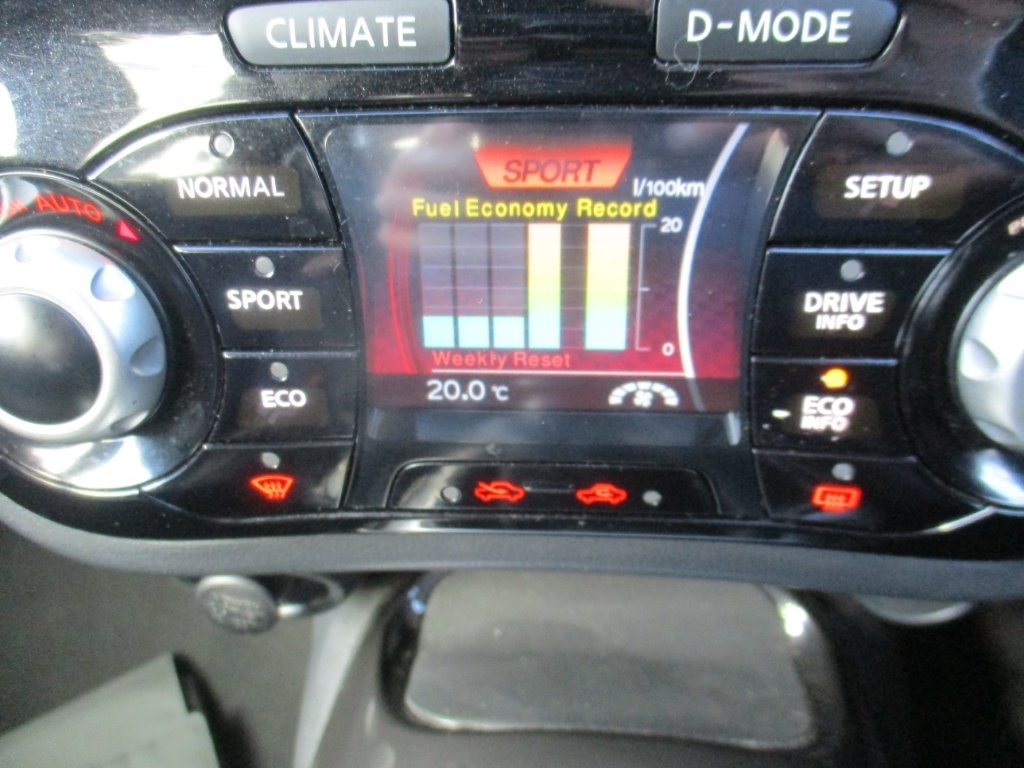 CLIMATE
D-MODE
NORMAL
SPORT
l/100km
SETUP
AUTO
Fuel Economy Record
20
SPORT
DRIVE
INFO
0
Weekly Reset
20.0 °C
ECO
ECO
INFO